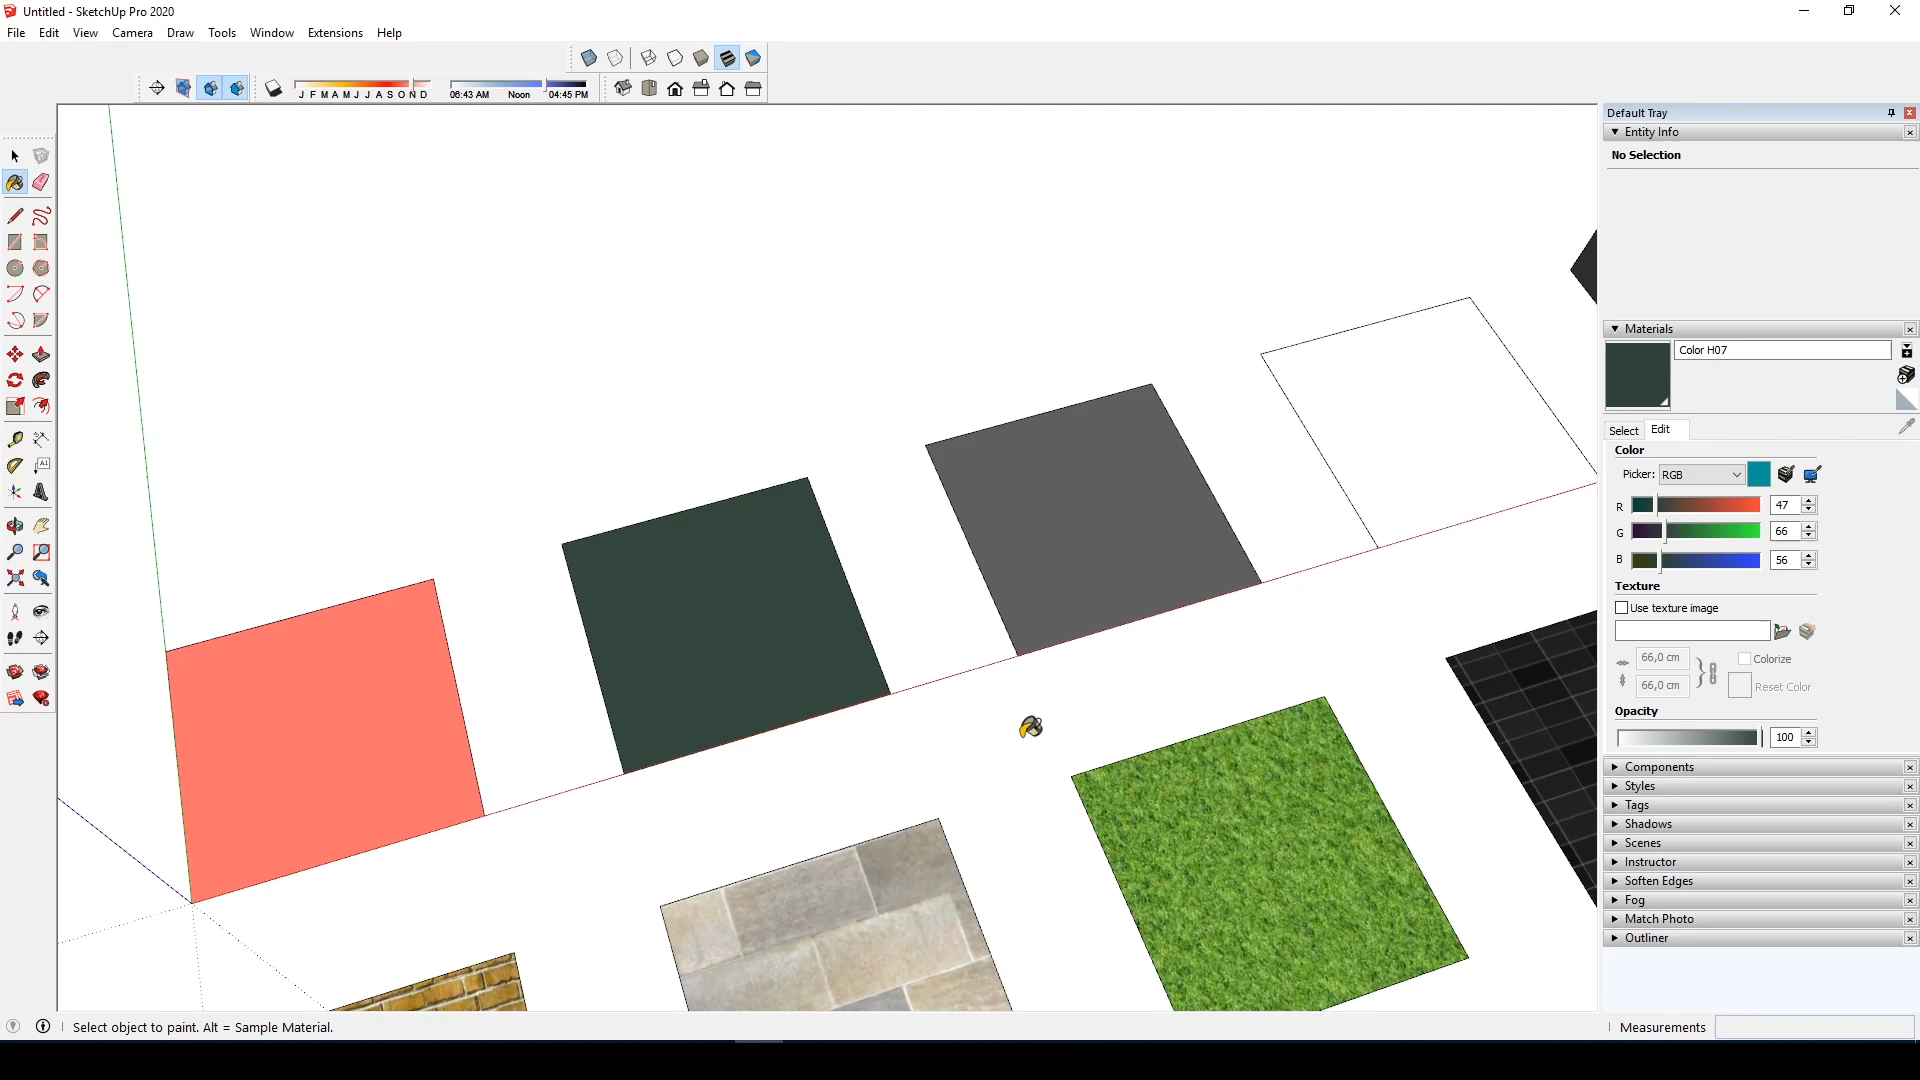 Untitled - SketchUp Pro 2020
File Edit View Camera Draw Tools Window Extensions Help
J F M A M J J A S O N D
06:43 AM Noon 04:45 PM
Default Tray
Entity Info
No Selection
Materials
Color H07
Select Edit
Color
Picker: RGB
R 47
G 66
B 56
Texture
Use texture image
66,0 cm
Colorize
66,0 cm
Reset Color
Opacity
100
Components
Styles
Tags
Shadows
Scenes
Instructor
Soften Edges
Fog
Match Photo
Outliner
Select object to paint. Alt = Sample Material.
Measurements